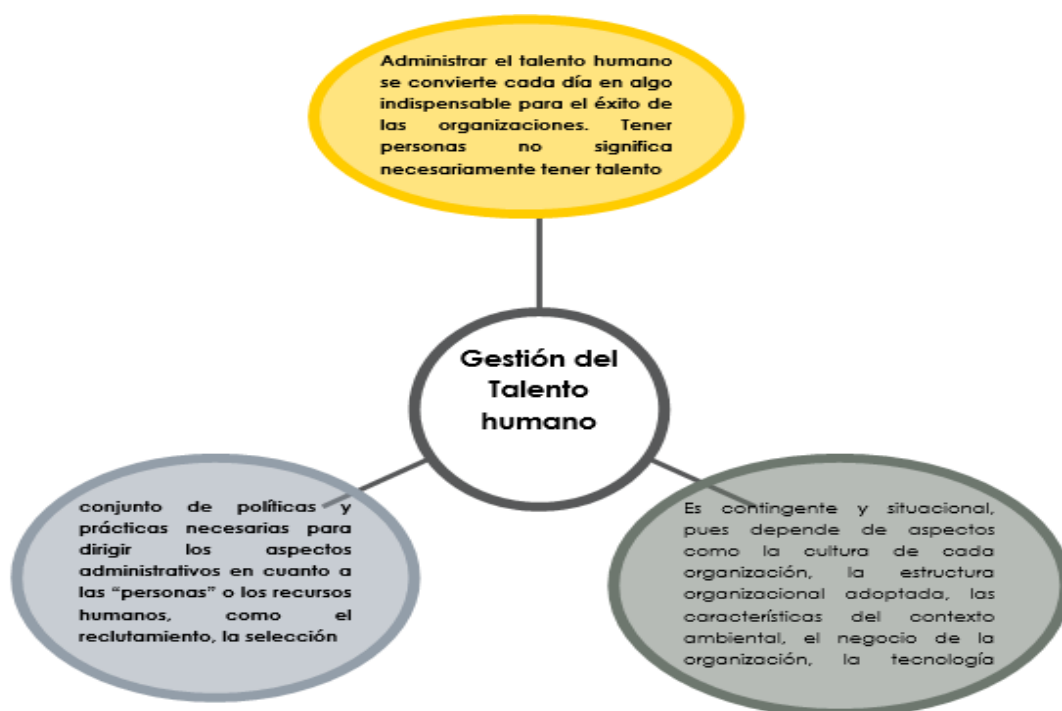 Administrar el talento humano
se convierte cada día en algo
indispensable para el éxito de
las organizaciones. Tener
personas no significa
necesariamente tener talento
Gestión del
Talento
humano
conjunto de políticas y
prácticas necesarias para
dirigir los aspectos
administrativos en cuanto a
las “personas” o los recursos
humanos, como el
reclutamiento, la selección
Es contingente y situacional,
pues depende de aspectos
como la cultura de cada
organización, la estructura
organizacional adoptada, las
características del contexto
ambiental, el negocio de la
organización, la tecnología